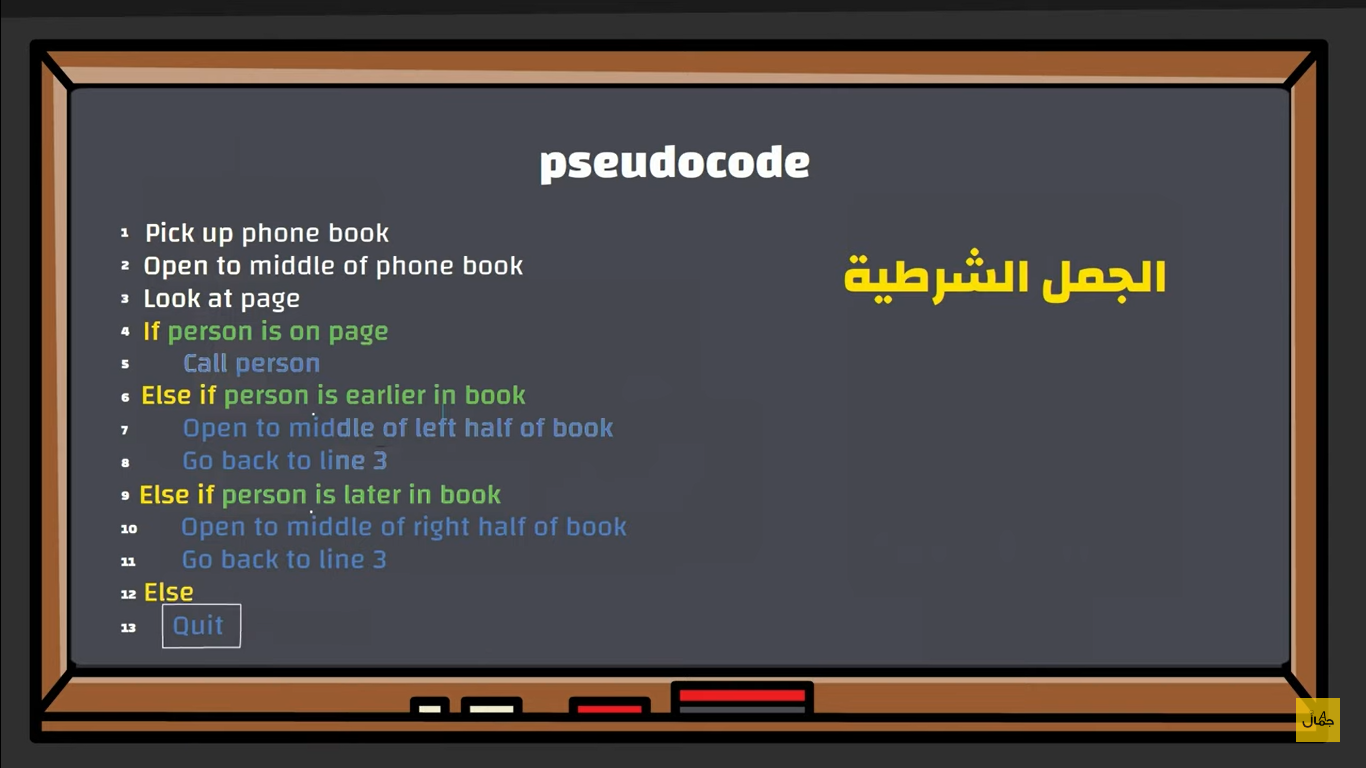 pseudocode
1 Pick up phone book
2 Open to middle of phone book
3 Look at page
4 If person is on page
5 Call person
6 Else if person is earlier in book
7 Open to middle of left half of book
8 Go back to line 3
9 Else if person is later in book
10 Open to middle of right half of book
11 Go back to line 3
12 Else
13 Quit
الجمل الشرطية
جمال